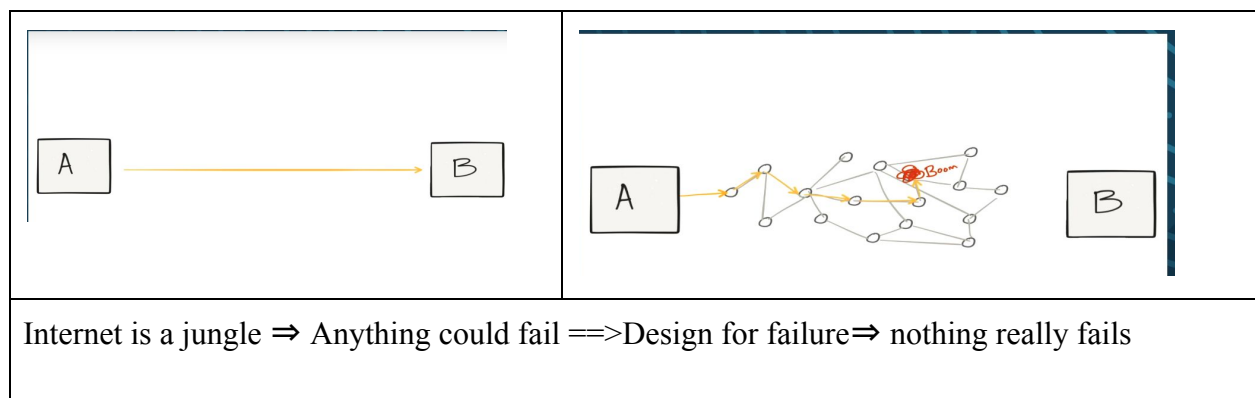 A
B
A
Boom
B
Internet is a jungle ⇒ Anything could fail ==>Design for failure⇒ nothing really fails